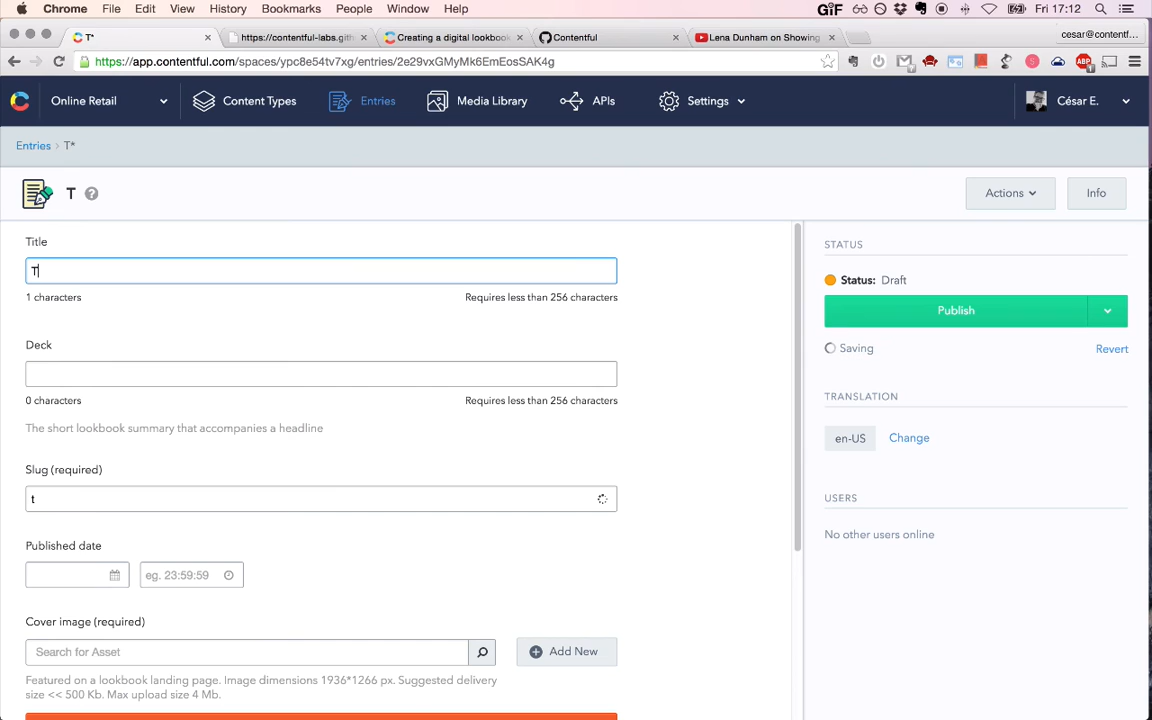 Chrome File Edit View History Bookmarks People Window Help GIF Fri 17:12
T* https://contentful-labs.gith Creating a digital lookbook Contentful Lena Dunham on Showing cesar@contentf...
https://app.contentful.com/spaces/ypc8e54tv7xg/entries/2e29vxGMyMk6EmEosSAK4g
Online Retail Content Types Entries Media Library APIs Settings César E.
Entries > T*
T ? Actions Info
Title STATUS
T Status: Draft
1 characters Requires less than 256 characters
Publish
Deck Saving Revert
0 characters Requires less than 256 characters TRANSLATION
The short lookbook summary that accompanies a headline en-US Change
Slug (required)
t USERS
No other users online
Published date
eg. 23:59:59
Cover image (required)
Search for Asset Add New
Featured on a lookbook landing page. Image dimensions 1936*1266 px. Suggested delivery
size << 500 Kb. Max upload size 4 Mb.